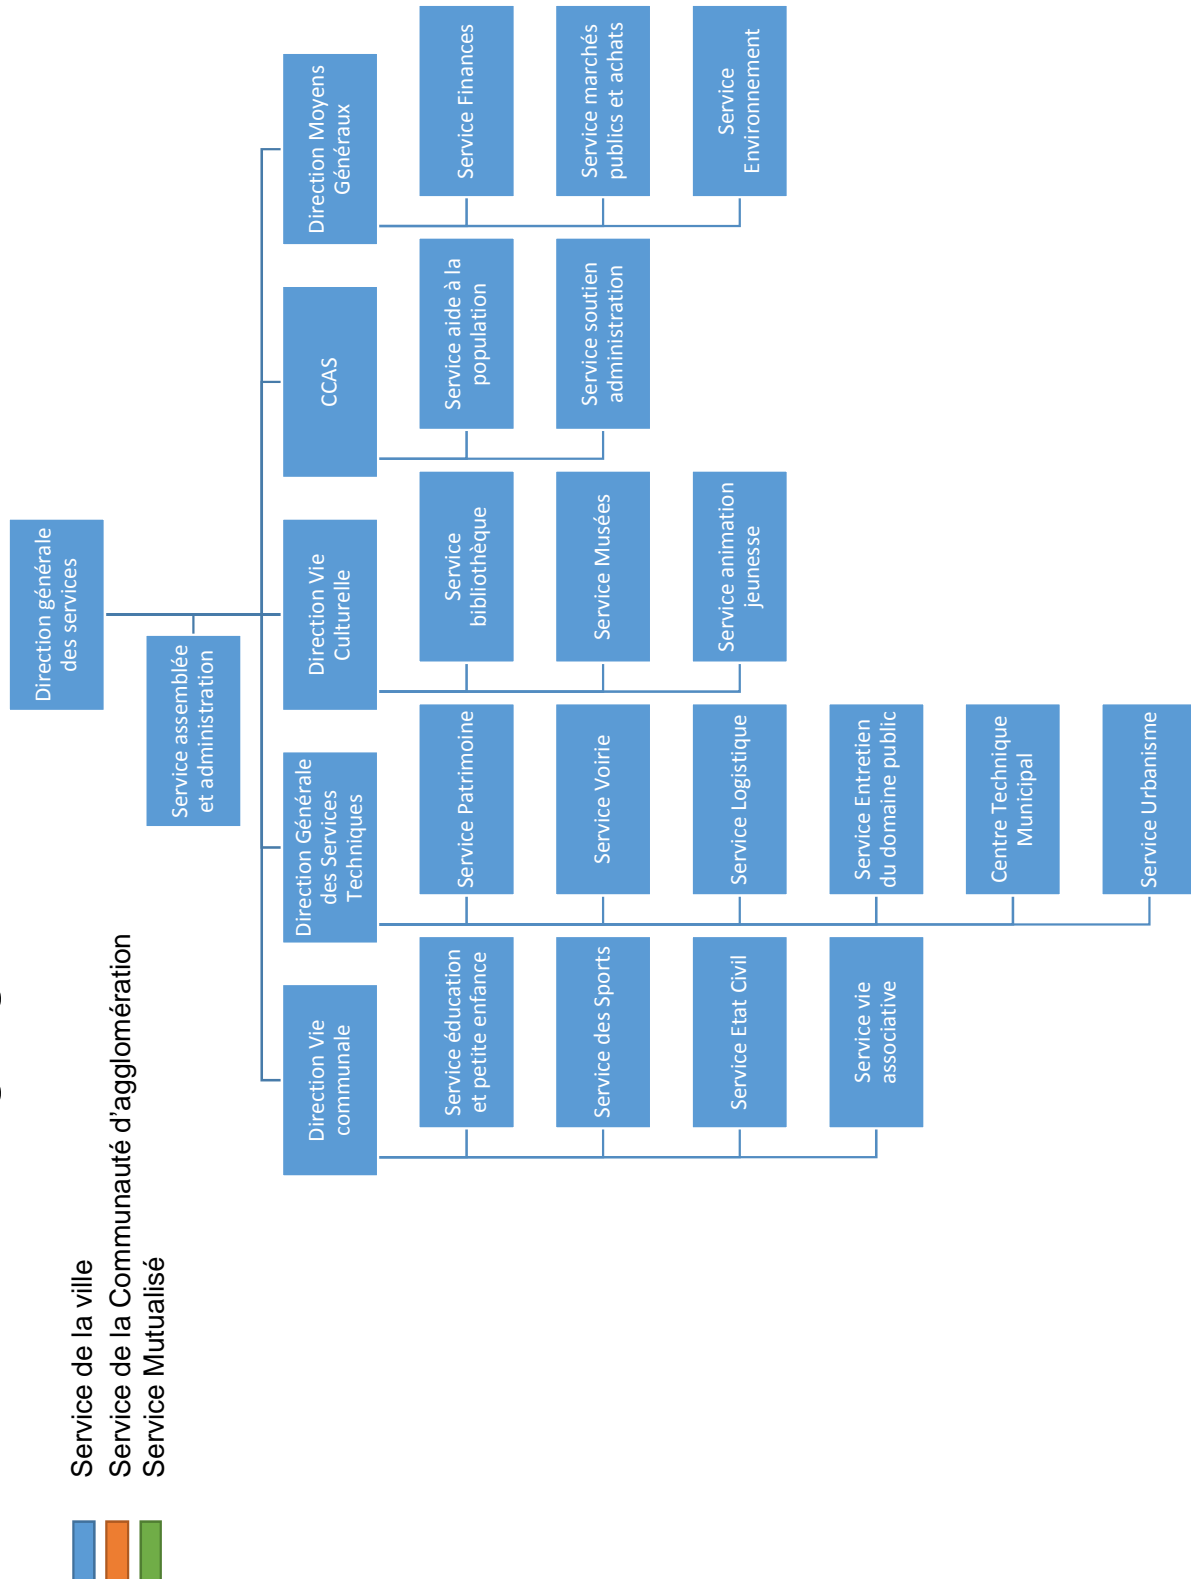 Service de la ville
Service de la Communauté d'agglomération
Service Mutualisé
Direction générale
des services
Service assemblée
et administration
Direction Vie
communale
Service éducation
et petite enfance
Service des Sports
Service Etat Civil
Service vie
associative
Direction Générale
des Services
Techniques
Service Patrimoine
Service Voirie
Service Logistique
Service Entretien
du domaine public
Centre Technique
Municipal
Service Urbanisme
Direction Vie
Culturelle
Service
bibliothèque
Service Musées
Service animation
jeunesse
CCAS
Service aide à la
population
Service soutien
administration
Direction Moyens
Généraux
Service Finances
Service marchés
publics et achats
Service
Environnement